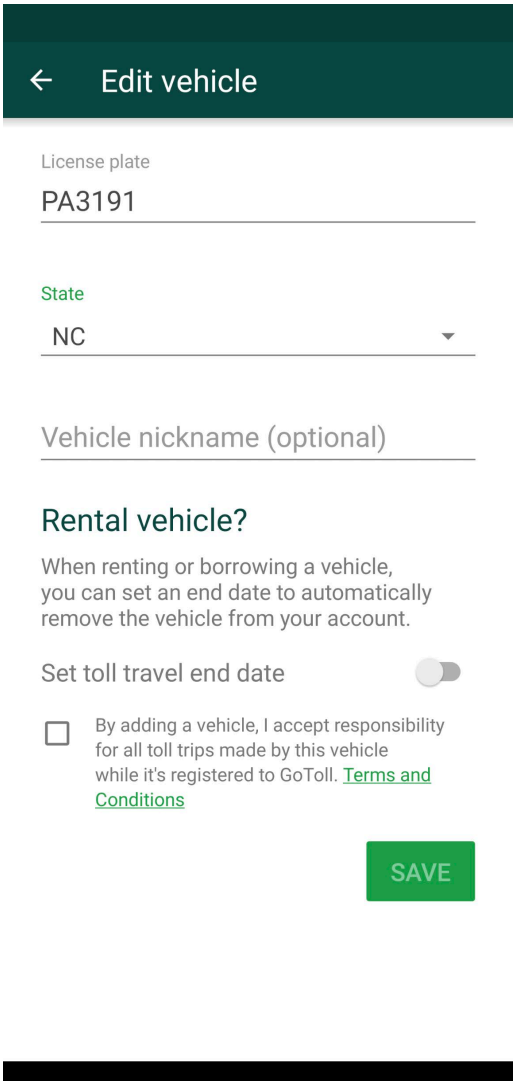 Edit vehicle
License plate
PA3191
State
NC
Vehicle nickname (optional)
Rental vehicle?
When renting or borrowing a vehicle,
you can set an end date to automatically
remove the vehicle from your account.
Set toll travel end date
By adding a vehicle, I accept responsibility
for all toll trips made by this vehicle
while it's registered to GoToll. Terms and
Conditions
SAVE